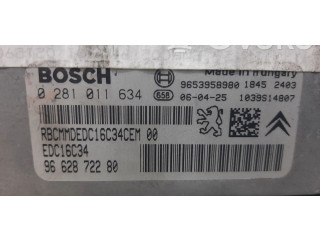 BOSCH
Made in Hungary
9653958980 1845 2403
0 281 011 634 658 06-04-25 1039S14807
RBCMMDEDC16C34CEM 00
EDC16C34
96 628 722 80